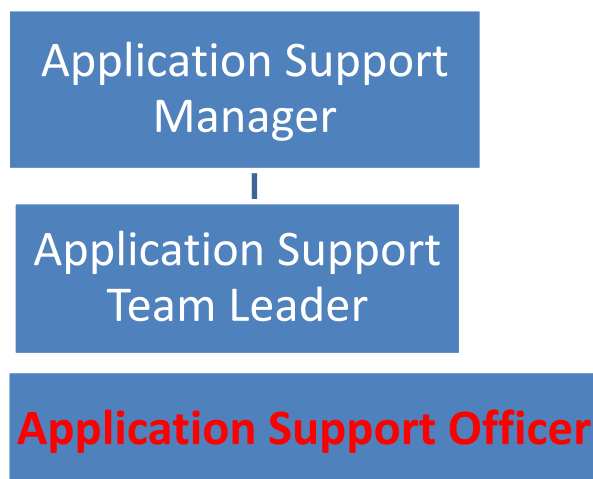 Application Support
Manager
Application Support
Team Leader
Application Support Officer